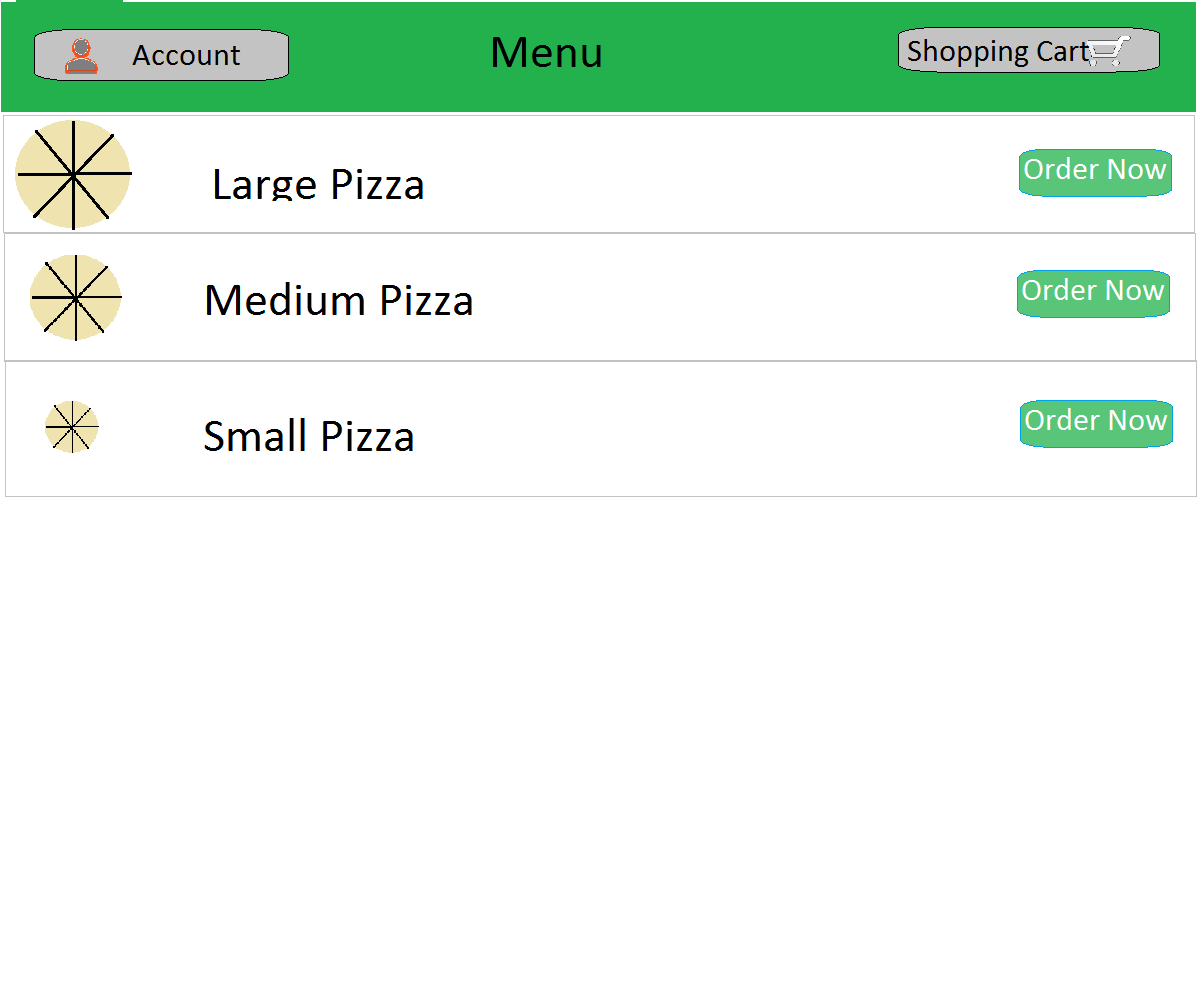 Account
Menu
Shopping Cart
Large Pizza
Order Now
Medium Pizza
Order Now
Small Pizza
Order Now